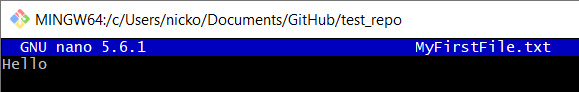 MINGW64:/c/Users/nicko/Documents/GitHub/test_repo
GNU nano 5.6.1 MyFirstFile.txt
Hello